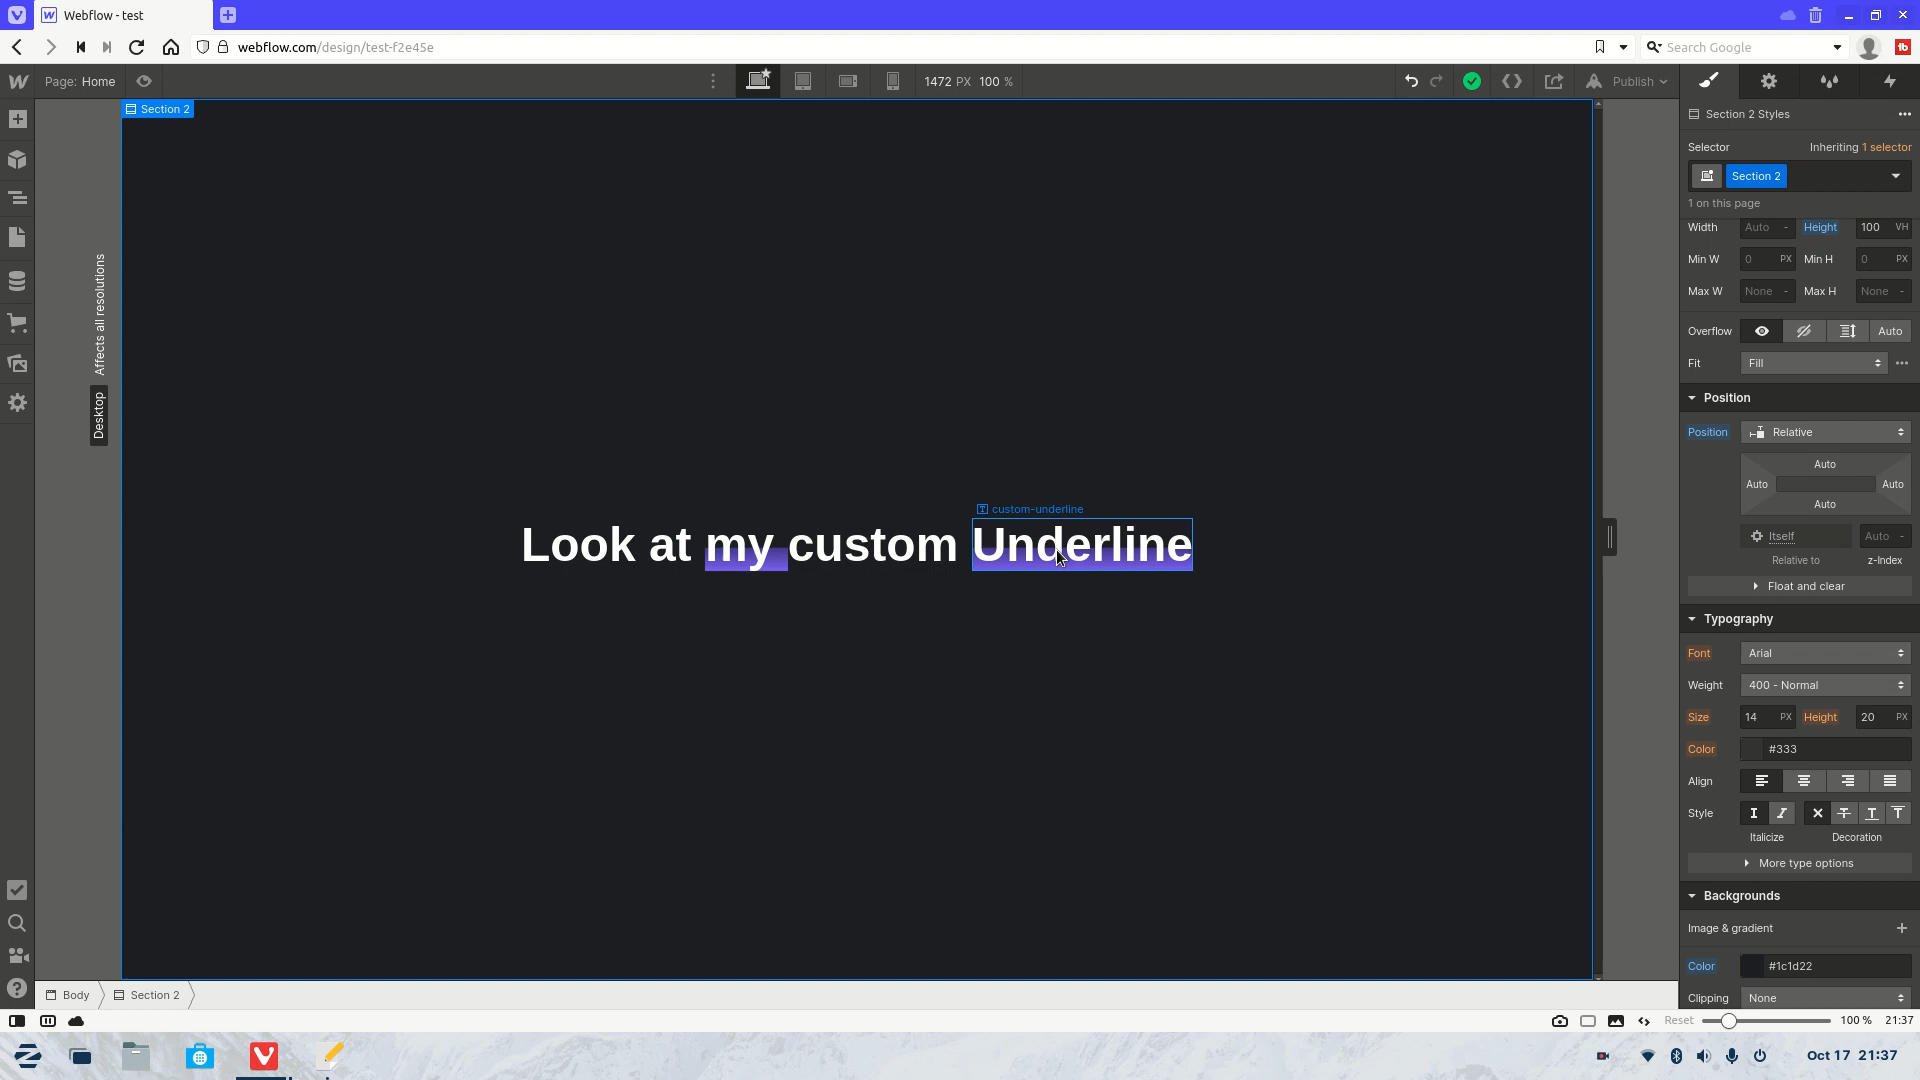 Webflow - test
webflow.com/design/test-f2e45e
Search Google
Page: Home
1472 PX 100 %
Publish
Section 2
Affects all resolutions
Desktop
custom-underline
Look at my custom Underline
Section 2 Styles
Selector
Inheriting 1 selector
Section 2
1 on this page
Width Auto - Height 100 VH
Min W 0 PX Min H 0 PX
Max W None - Max H None -
Overflow Auto
Fit Fill
Position
Position Relative
Auto
Auto Auto
Auto
Itself Auto -
Relative to z-Index
Float and clear
Typography
Font Arial
Weight 400 - Normal
Size 14 PX Height 20 PX
Color #333
Align
Style
Italicize Decoration
More type options
Backgrounds
Image & gradient
Color #1c1d22
Clipping None
Body Section 2
Reset 100 % 21:37
Oct 17 21:37